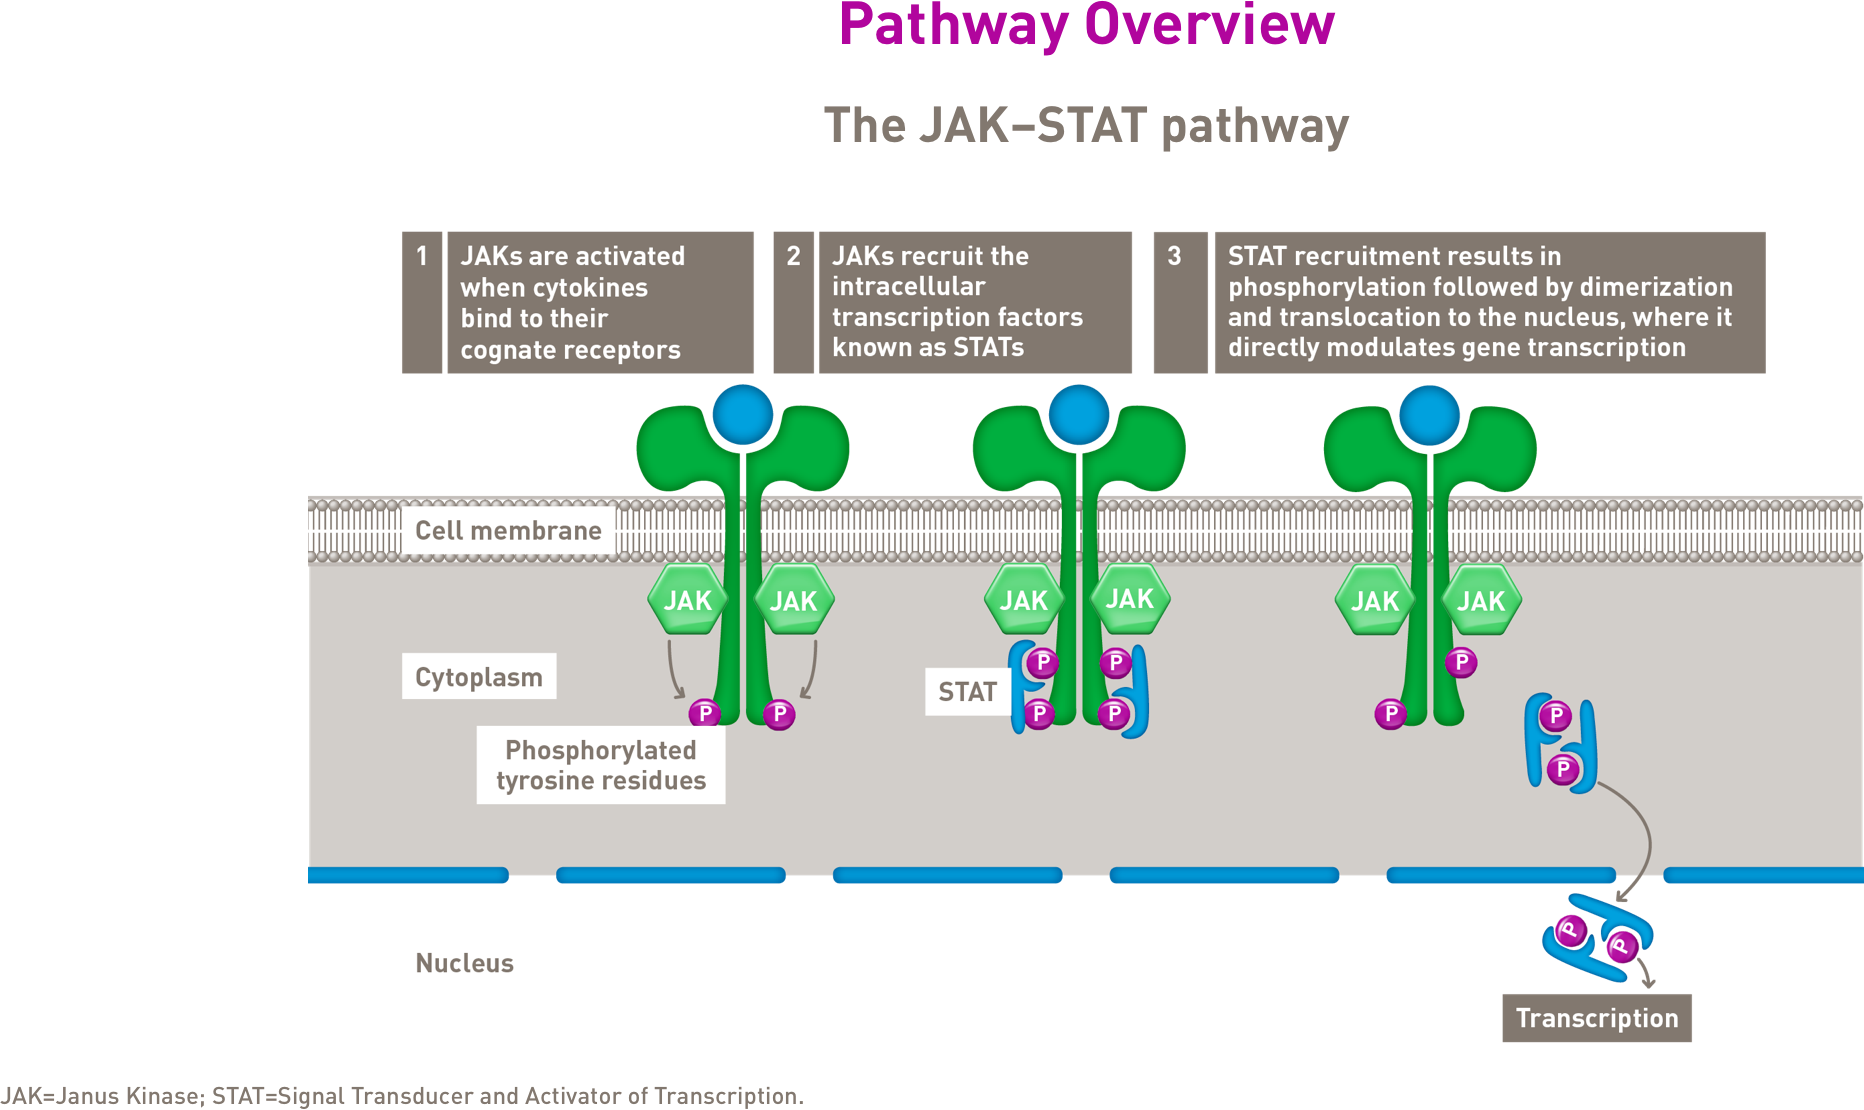 Pathway Overview
The JAK–STAT pathway
1
JAKs are activated
when cytokines
bind to their
cognate receptors
2
JAKs recruit the
intracellular
transcription factors
known as STATs
3
STAT recruitment results in
phosphorylation followed by dimerization
and translocation to the nucleus, where it
directly modulates gene transcription
Cell membrane
JAK
JAK
JAK
JAK
JAK
JAK
Cytoplasm
P
P
Phosphorylated
tyrosine residues
STAT
P
P
P
P
P
P
P
P
Nucleus
P
P
Transcription
JAK=Janus Kinase; STAT=Signal Transducer and Activator of Transcription.